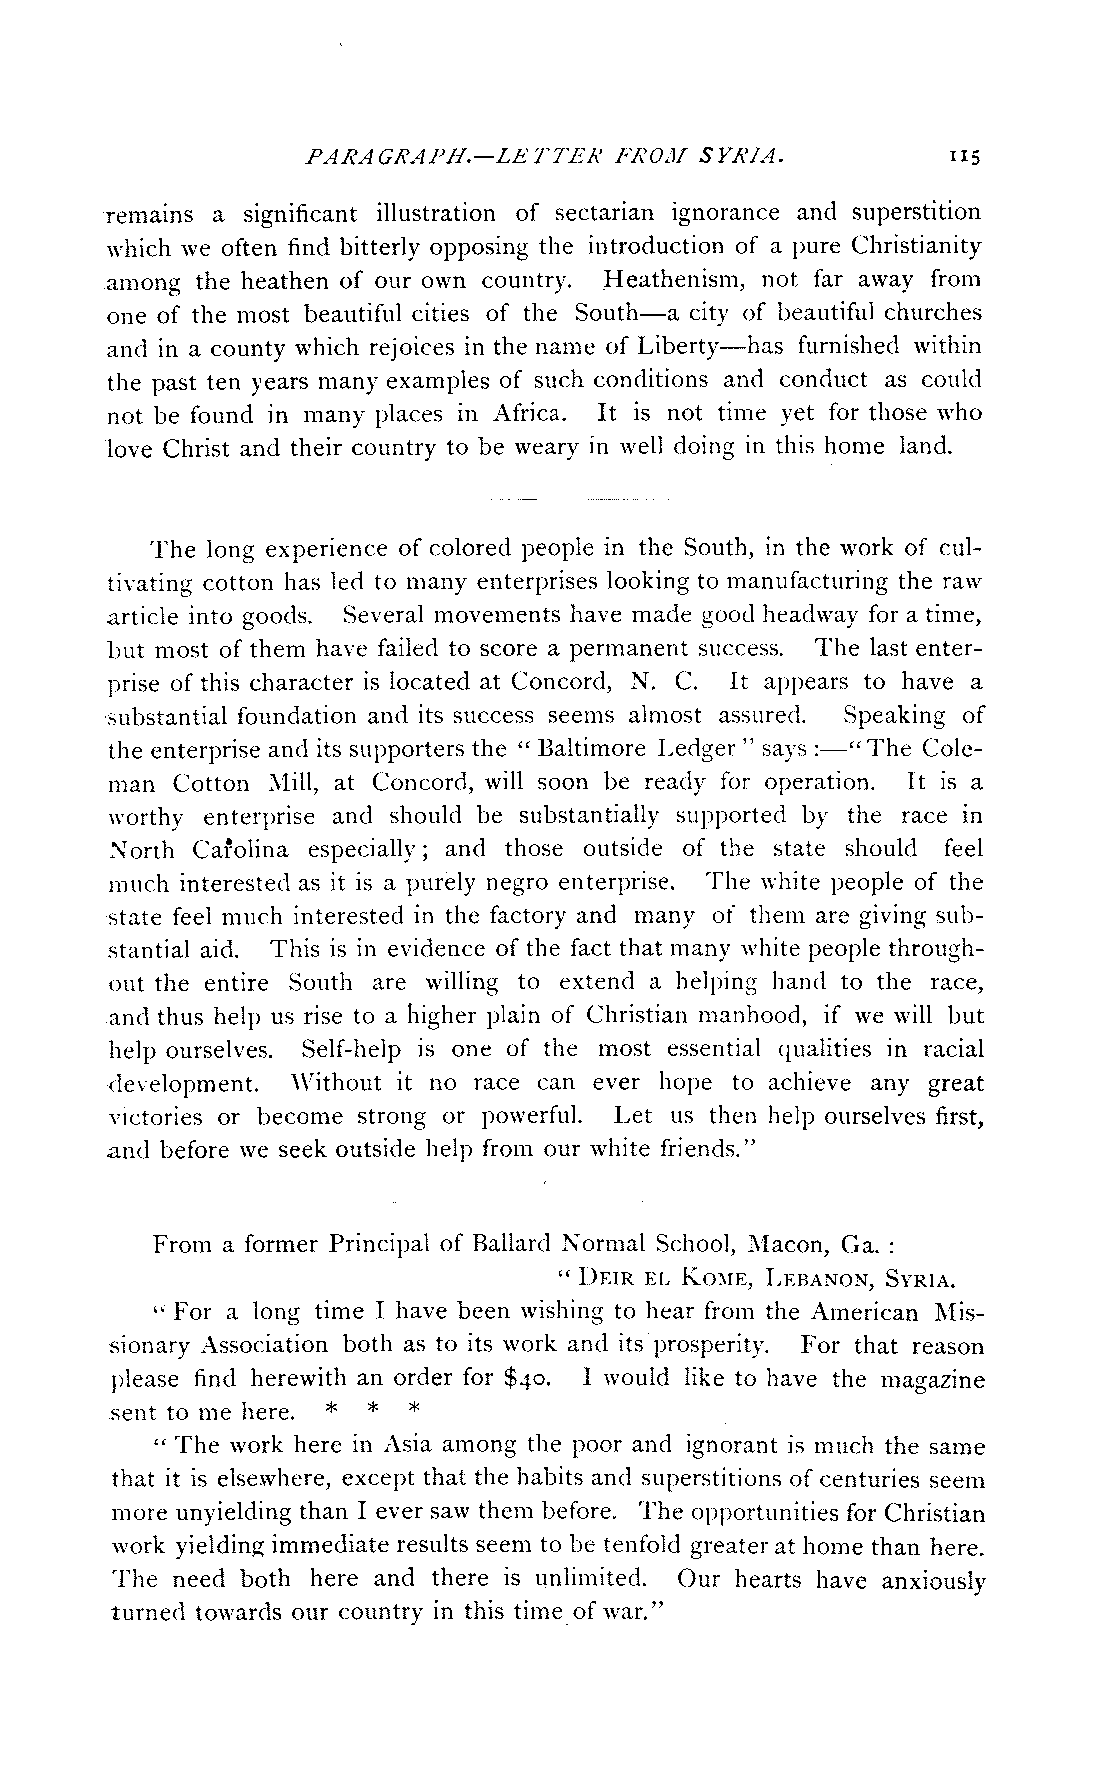 PARAGRAPH.—LETTER FROM SYRIA. 115
remains a significant illustration of sectarian ignorance and superstition
which we often find bitterly opposing the introduction of a pure Christianity
among the heathen of our own country. Heathenism, not far away from
one of the most beautiful cities of the South—a city of beautiful churches
and in a county which rejoices in the name of Liberty—has furnished within
the past ten years many examples of such conditions and conduct as could
not be found in many places in Africa. It is not time yet for those who
love Christ and their country to be weary in well doing in this home land.
The long experience of colored people in the South, in the work of cul-
tivating cotton has led to many enterprises looking to manufacturing the raw
article into goods. Several movements have made good headway for a time,
but most of them have failed to score a permanent success. The last enter-
prise of this character is located at Concord, N. C. It appears to have a
substantial foundation and its success seems almost assured. Speaking of
the enterprise and its supporters the “ Baltimore Ledger ” says :—“ The Cole-
man Cotton Mill, at Concord, will soon be ready for operation. It is a
worthy enterprise and should be substantially supported by the race in
North Carolina especially; and those outside of the state should feel
much interested as it is a purely negro enterprise. The white people of the
state feel much interested in the factory and many of them are giving sub-
stantial aid. This is in evidence of the fact that many white people through-
out the entire South are willing to extend a helping hand to the race,
and thus help us rise to a higher plain of Christian manhood, if we will but
help ourselves. Self-help is one of the most essential qualities in racial
development. Without it no race can ever hope to achieve any great
victories or become strong or powerful. Let us then help ourselves first,
and before we seek outside help from our white friends.”
From a former Principal of Ballard Normal School, Macon, Ga. :
“ DEIR EL KOME, LEBANON, SYRIA.
“ For a long time I have been wishing to hear from the American Mis-
sionary Association both as to its work and its prosperity. For that reason
please find herewith an order for $40. I would like to have the magazine
sent to me here. * * *
“ The work here in Asia among the poor and ignorant is much the same
that it is elsewhere, except that the habits and superstitions of centuries seem
more unyielding than I ever saw them before. The opportunities for Christian
work yielding immediate results seem to be tenfold greater at home than here.
The need both here and there is unlimited. Our hearts have anxiously
turned towards our country in this time of war.”